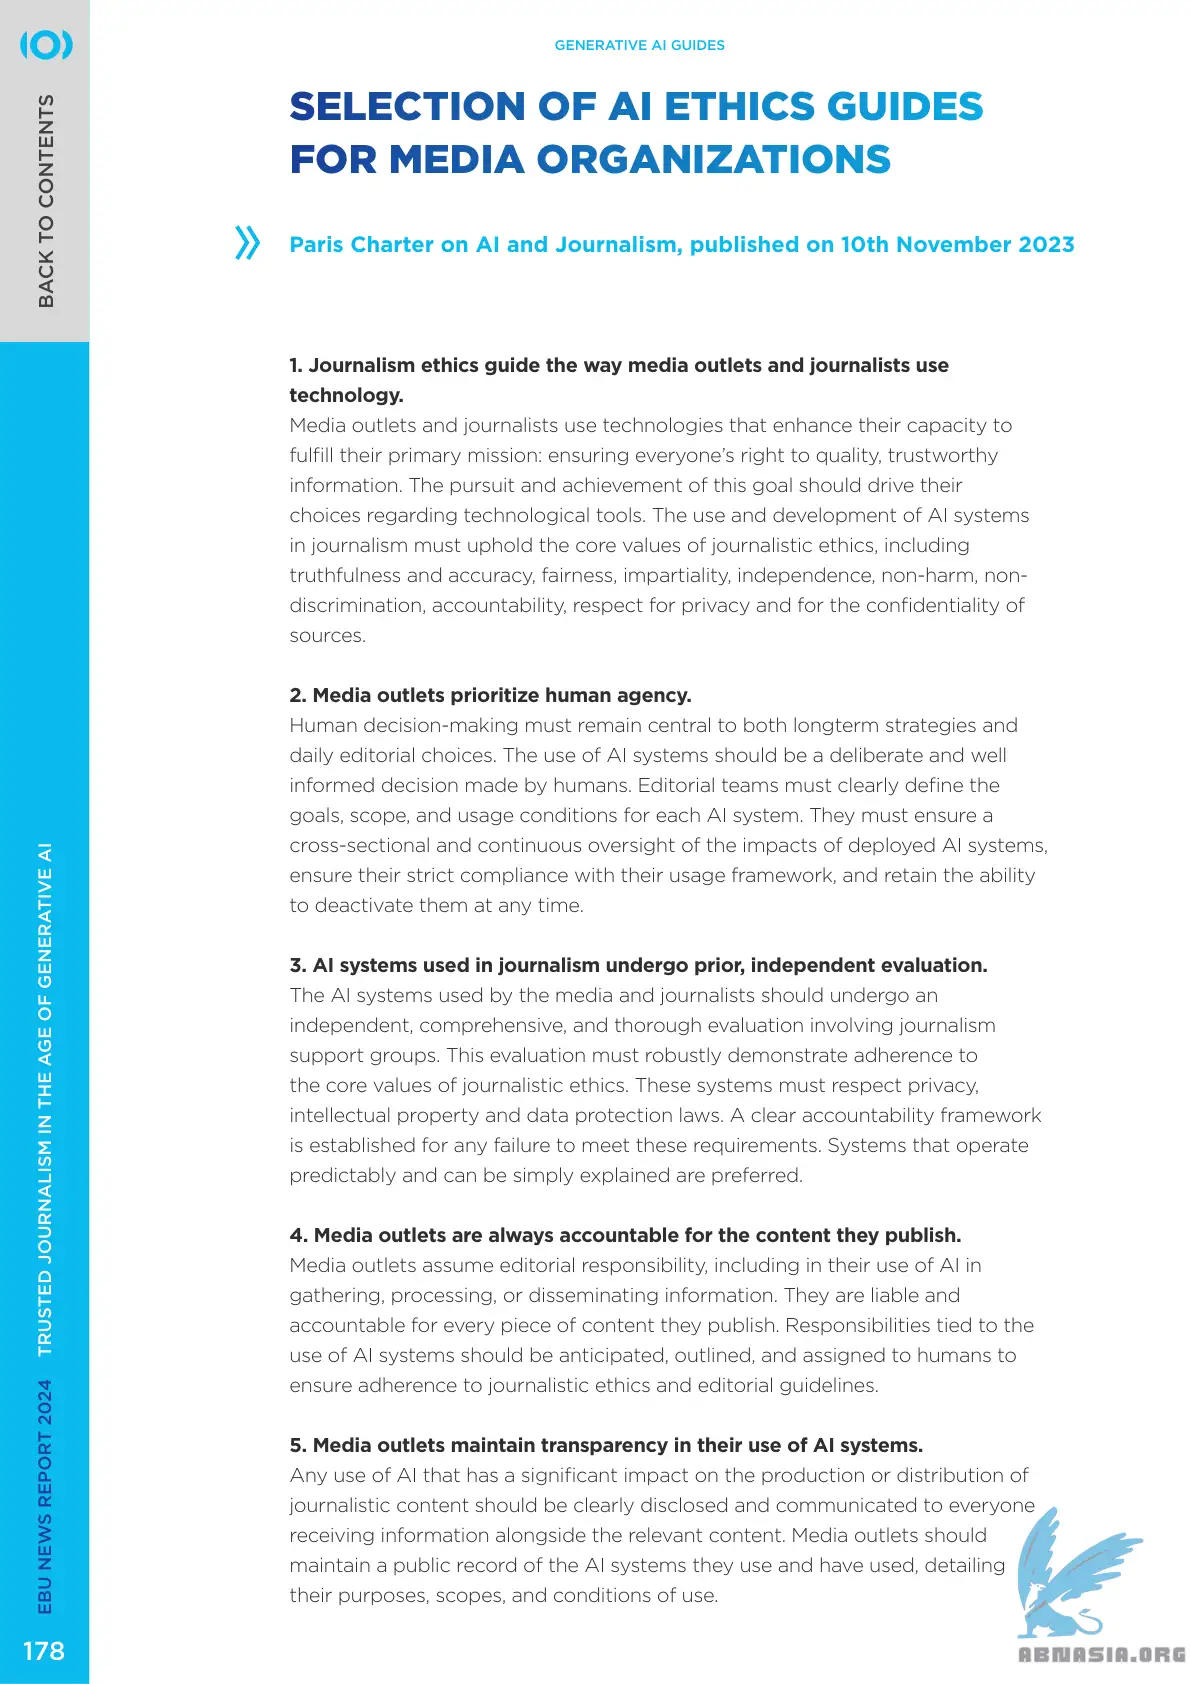 GENERATIVE AI GUIDES
SELECTION OF AI ETHICS GUIDES
FOR MEDIA ORGANIZATIONS
Paris Charter on AI and Journalism, published on 10th November 2023
1. Journalism ethics guide the way media outlets and journalists use
technology.
Media outlets and journalists use technologies that enhance their capacity to
fulfill their primary mission: ensuring everyone’s right to quality, trustworthy
information. The pursuit and achievement of this goal should drive their
choices regarding technological tools. The use and development of AI systems
in journalism must uphold the core values of journalistic ethics, including
truthfulness and accuracy, fairness, impartiality, independence, non-harm, non-
discrimination, accountability, respect for privacy and for the confidentiality of
sources.
2. Media outlets prioritize human agency.
Human decision-making must remain central to both longterm strategies and
daily editorial choices. The use of AI systems should be a deliberate and well
informed decision made by humans. Editorial teams must clearly define the
goals, scope, and usage conditions for each AI system. They must ensure a
cross-sectional and continuous oversight of the impacts of deployed AI systems,
ensure their strict compliance with their usage framework, and retain the ability
to deactivate them at any time.
3. AI systems used in journalism undergo prior, independent evaluation.
The AI systems used by the media and journalists should undergo an
independent, comprehensive, and thorough evaluation involving journalism
support groups. This evaluation must robustly demonstrate adherence to
the core values of journalistic ethics. These systems must respect privacy,
intellectual property and data protection laws. A clear accountability framework
is established for any failure to meet these requirements. Systems that operate
predictably and can be simply explained are preferred.
4. Media outlets are always accountable for the content they publish.
Media outlets assume editorial responsibility, including in their use of AI in
gathering, processing, or disseminating information. They are liable and
accountable for every piece of content they publish. Responsibilities tied to the
use of AI systems should be anticipated, outlined, and assigned to humans to
ensure adherence to journalistic ethics and editorial guidelines.
5. Media outlets maintain transparency in their use of AI systems.
Any use of AI that has a significant impact on the production or distribution of
journalistic content should be clearly disclosed and communicated to everyone
receiving information alongside the relevant content. Media outlets should
maintain a public record of the AI systems they use and have used, detailing
their purposes, scopes, and conditions of use.
BACK TO CONTENTS
EBU NEWS REPORT 2024 TRUSTED JOURNALISM IN THE AGE OF GENERATIVE AI
178
ABNASIA.ORG